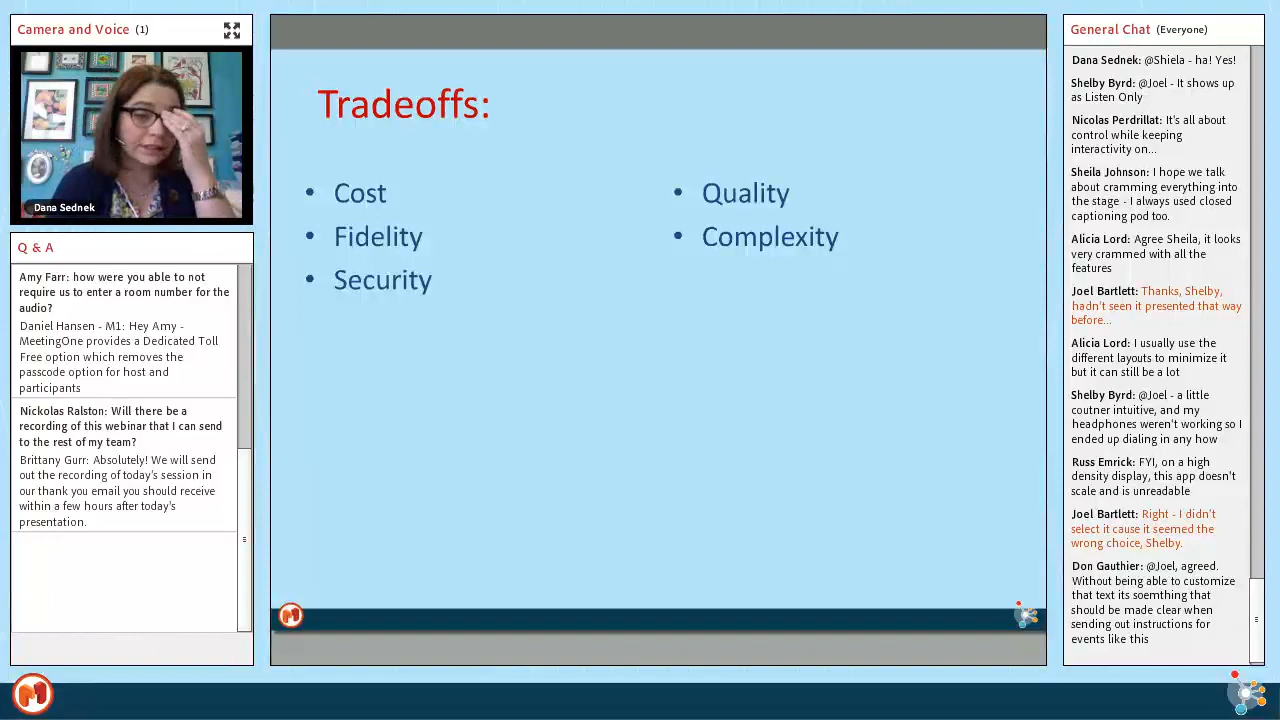 Camera and Voice (1)
Dana Sednek
Q & A
Amy Farr: how were you able to not
require us to enter a room number for the
audio?
Daniel Hansen - M1: Hey Amy -
MeetingOne provides a Dedicated Toll
Free option which removes the
passcode option for host and
participants
Nickolas Ralston: Will there be a
recording of this webinar that I can send
to the rest of my team?
Brittany Gurr: Absolutely! We will send
out the recording of today's session in
our thank you email you should receive
within a few hours after today's
presentation.
Tradeoffs:
• Cost
• Fidelity
• Security
• Quality
• Complexity
General Chat (Everyone)
Dana Sednek: @Shiela - ha! Yes!
Shelby Byrd: @Joel - It shows up
as Listen Only
Nicolas Perdrillat: It's all about
control while keeping
interactivity on...
Sheila Johnson: I hope we talk
about cramming everything into
the stage - I always used closed
captioning pod too.
Alicia Lord: Agree Sheila, it looks
very crammed with all the
features
Joel Bartlett: Thanks, Shelby,
hadn't seen it presented that way
before...
Alicia Lord: I usually use the
different layouts to minimize it
but it can still be a lot
Shelby Byrd: @Joel - a little
coutner intuitive, and my
headphones weren't working so I
ended up dialing in any how
Russ Emrick: FYI, on a high
density display, this app doesn't
scale and is unreadable
Joel Bartlett: Right - I didn't
select it cause it seemed the
wrong choice, Shelby.
Don Gauthier: @Joel, agreed.
Without being able to customize
that text its soemthing that
should be made clear when
sending out instructions for
events like this